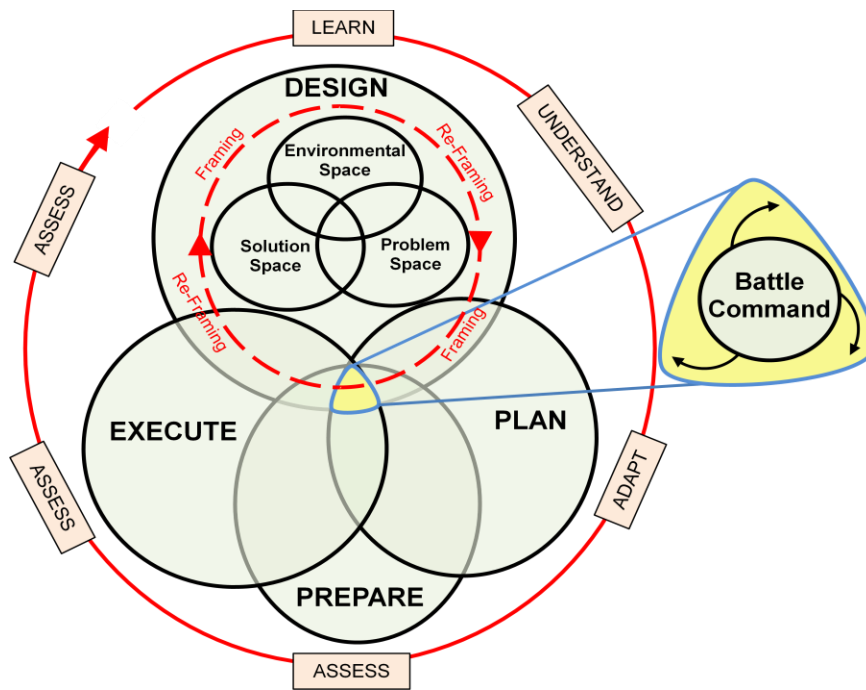 LEARN
DESIGN
Framing
Re-Framing
Environmental
Space
UNDERSTAND
ASSESS
Solution
Space
Problem
Space
Battle
Command
Re-Framing
Framing
EXECUTE
PLAN
ASSESS
ADAPT
PREPARE
ASSESS